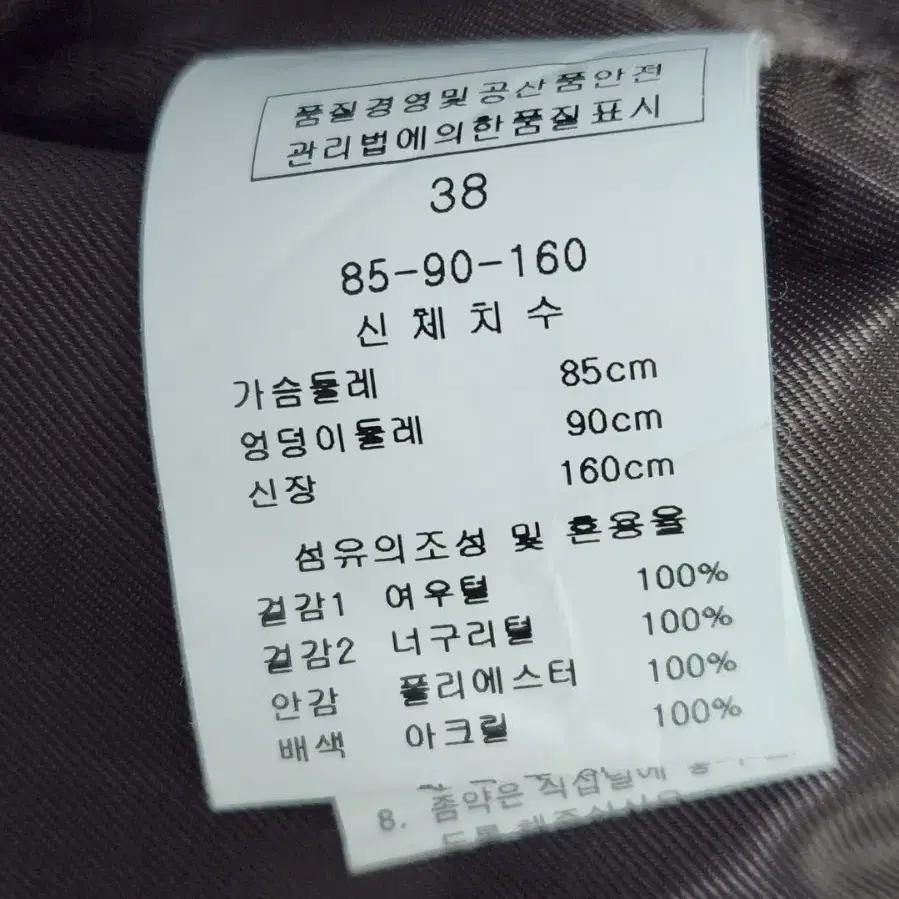 품질경영및공산품안전
관리법에의한품질표시
38
85-90-160
신체치수
가슴둘레 85cm
엉덩이둘레 90cm
신장 160cm
섬유의조성 및 혼용율
겉감1 여우털 100%
겉감2 너구리털 100%
안감 폴리에스터 100%
배색 아크릴 100%
8. 좀약은 직접털에